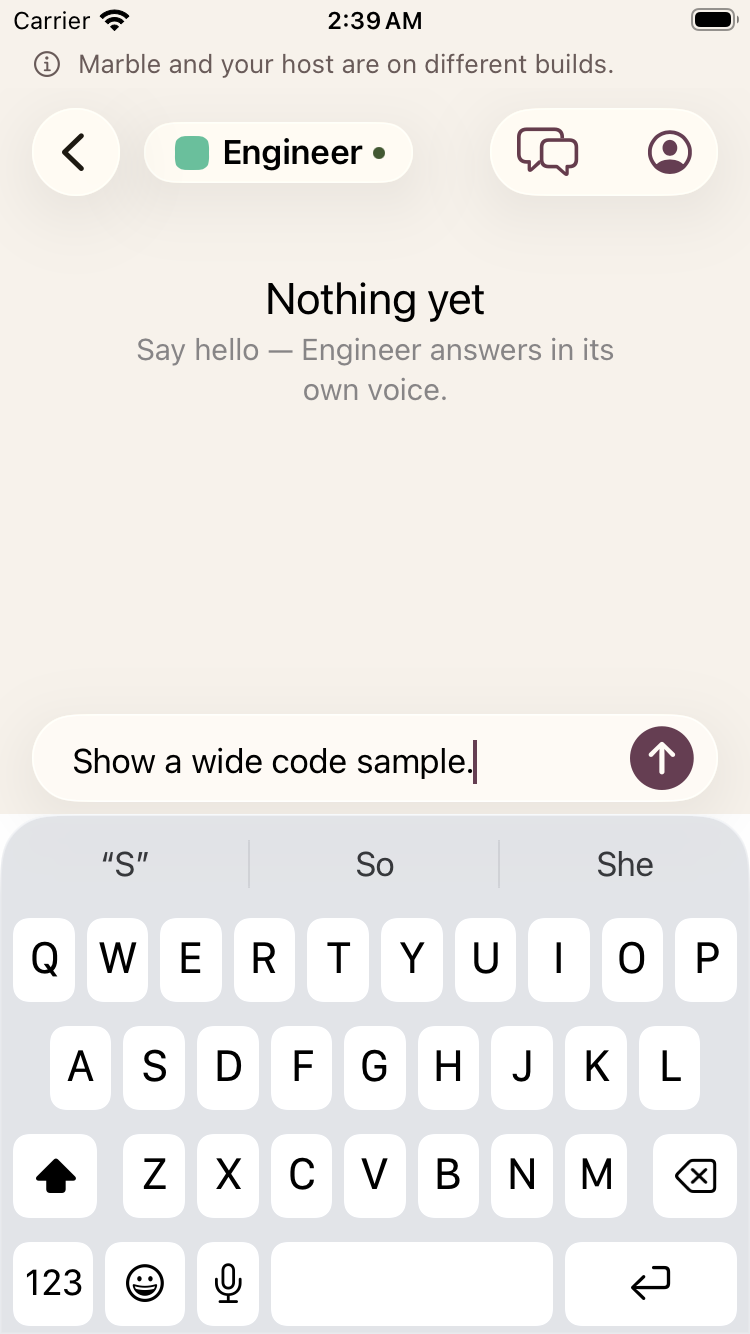 Carrier 2:39 AM
Marble and your host are on different builds.
Engineer
Nothing yet
Say hello — Engineer answers in its
own voice.
Show a wide code sample.
“S” So She
Q W E R T Y U I O P
A S D F G H J K L
Z X C V B N M
123